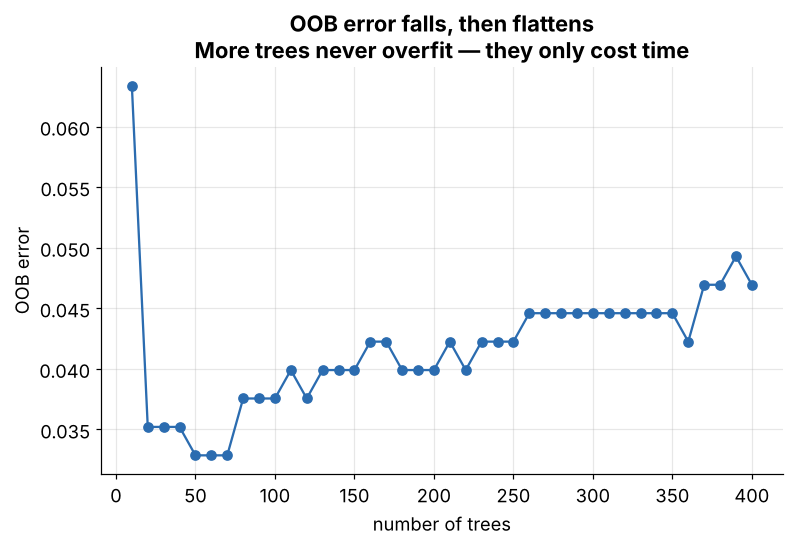 OOB error falls, then flattens
More trees never overfit — they only cost time
OOB error
0.060
0.055
0.050
0.045
0.040
0.035
0 50 100 150 200 250 300 350 400
number of trees